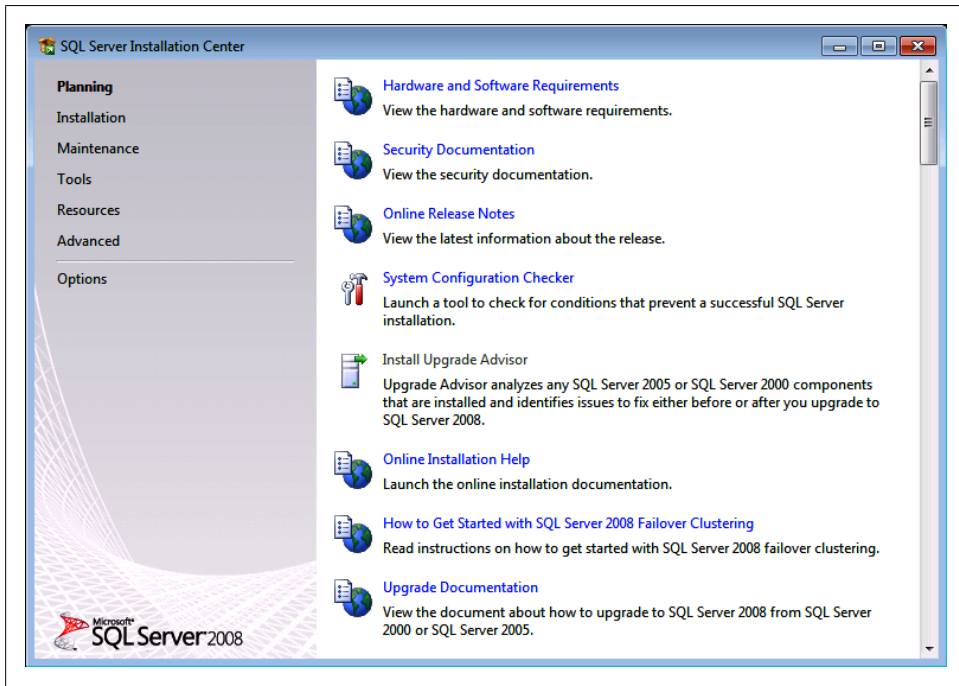 SQL Server Installation Center
Planning
Installation
Maintenance
Tools
Resources
Advanced
Options
Microsoft®
SQL Server 2008
Hardware and Software Requirements
View the hardware and software requirements.
Security Documentation
View the security documentation.
Online Release Notes
View the latest information about the release.
System Configuration Checker
Launch a tool to check for conditions that prevent a successful SQL Server
installation.
Install Upgrade Advisor
Upgrade Advisor analyzes any SQL Server 2005 or SQL Server 2000 components
that are installed and identifies issues to fix either before or after you upgrade to
SQL Server 2008.
Online Installation Help
Launch the online installation documentation.
How to Get Started with SQL Server 2008 Failover Clustering
Read instructions on how to get started with SQL Server 2008 failover clustering.
Upgrade Documentation
View the document about how to upgrade to SQL Server 2008 from SQL Server
2000 or SQL Server 2005.